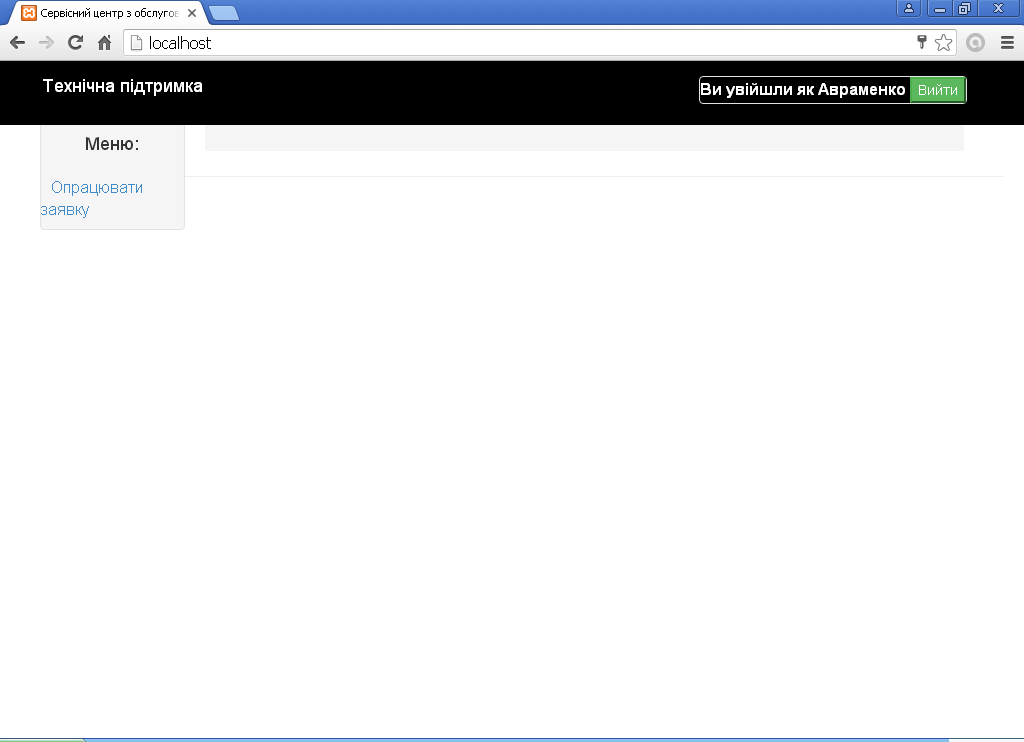 Сервісний центр з обслугов
localhost
Технічна підтримка
Ви увійшли як Авраменко Вийти
Меню:
Опрацювати
заявку